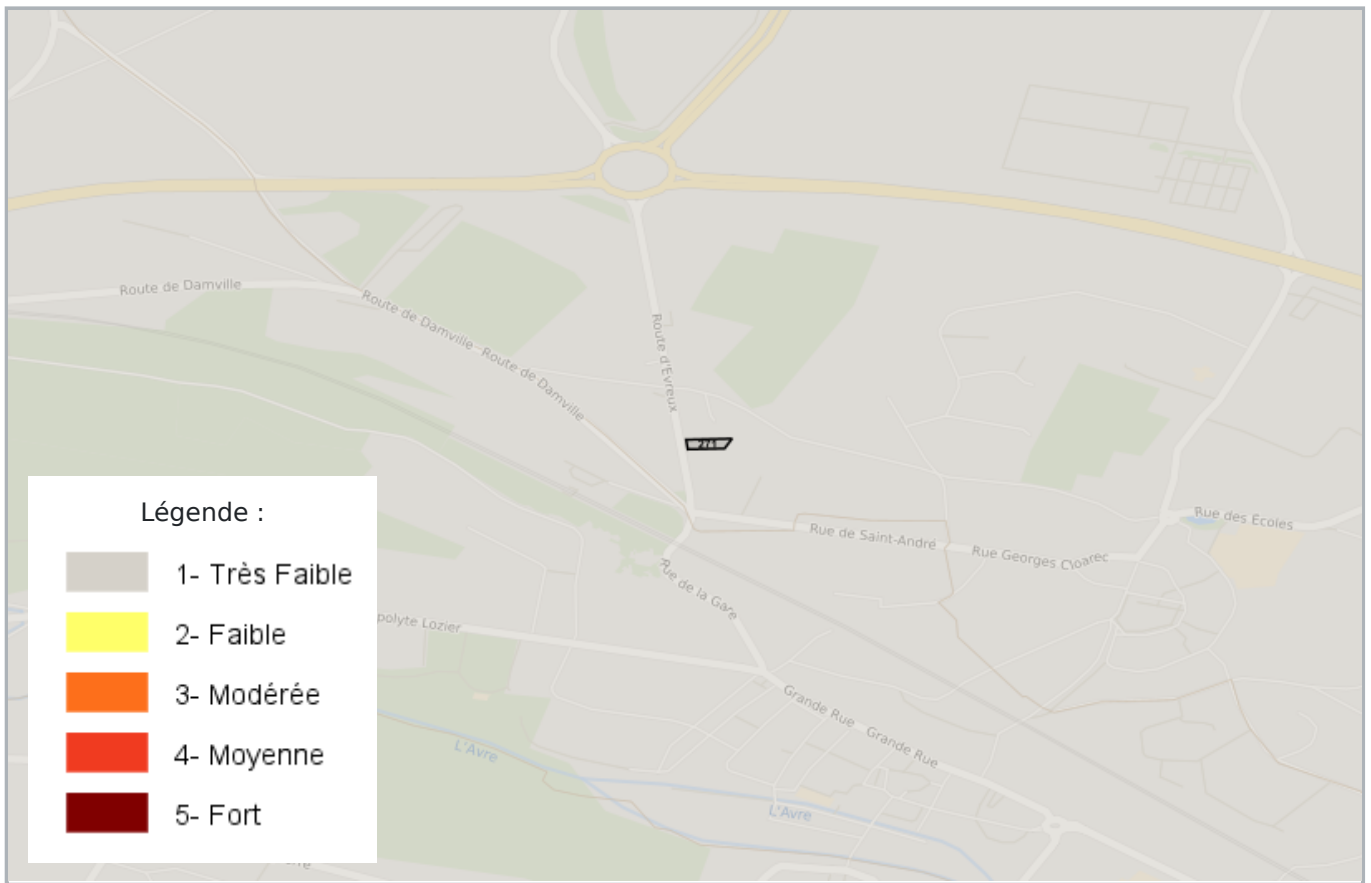 Route de Damville
Route de Damville
Route de Damville
Route d'Evreux
271
Rue de Saint-André
Rue Georges Cloarec
Rue des Ecoles
Rue de la Gare
polyte Lozier
Grande Rue
Grande Rue
L'Avre
L'Avre
Légende :
1- Très Faible
2- Faible
3- Modérée
4- Moyenne
5- Fort